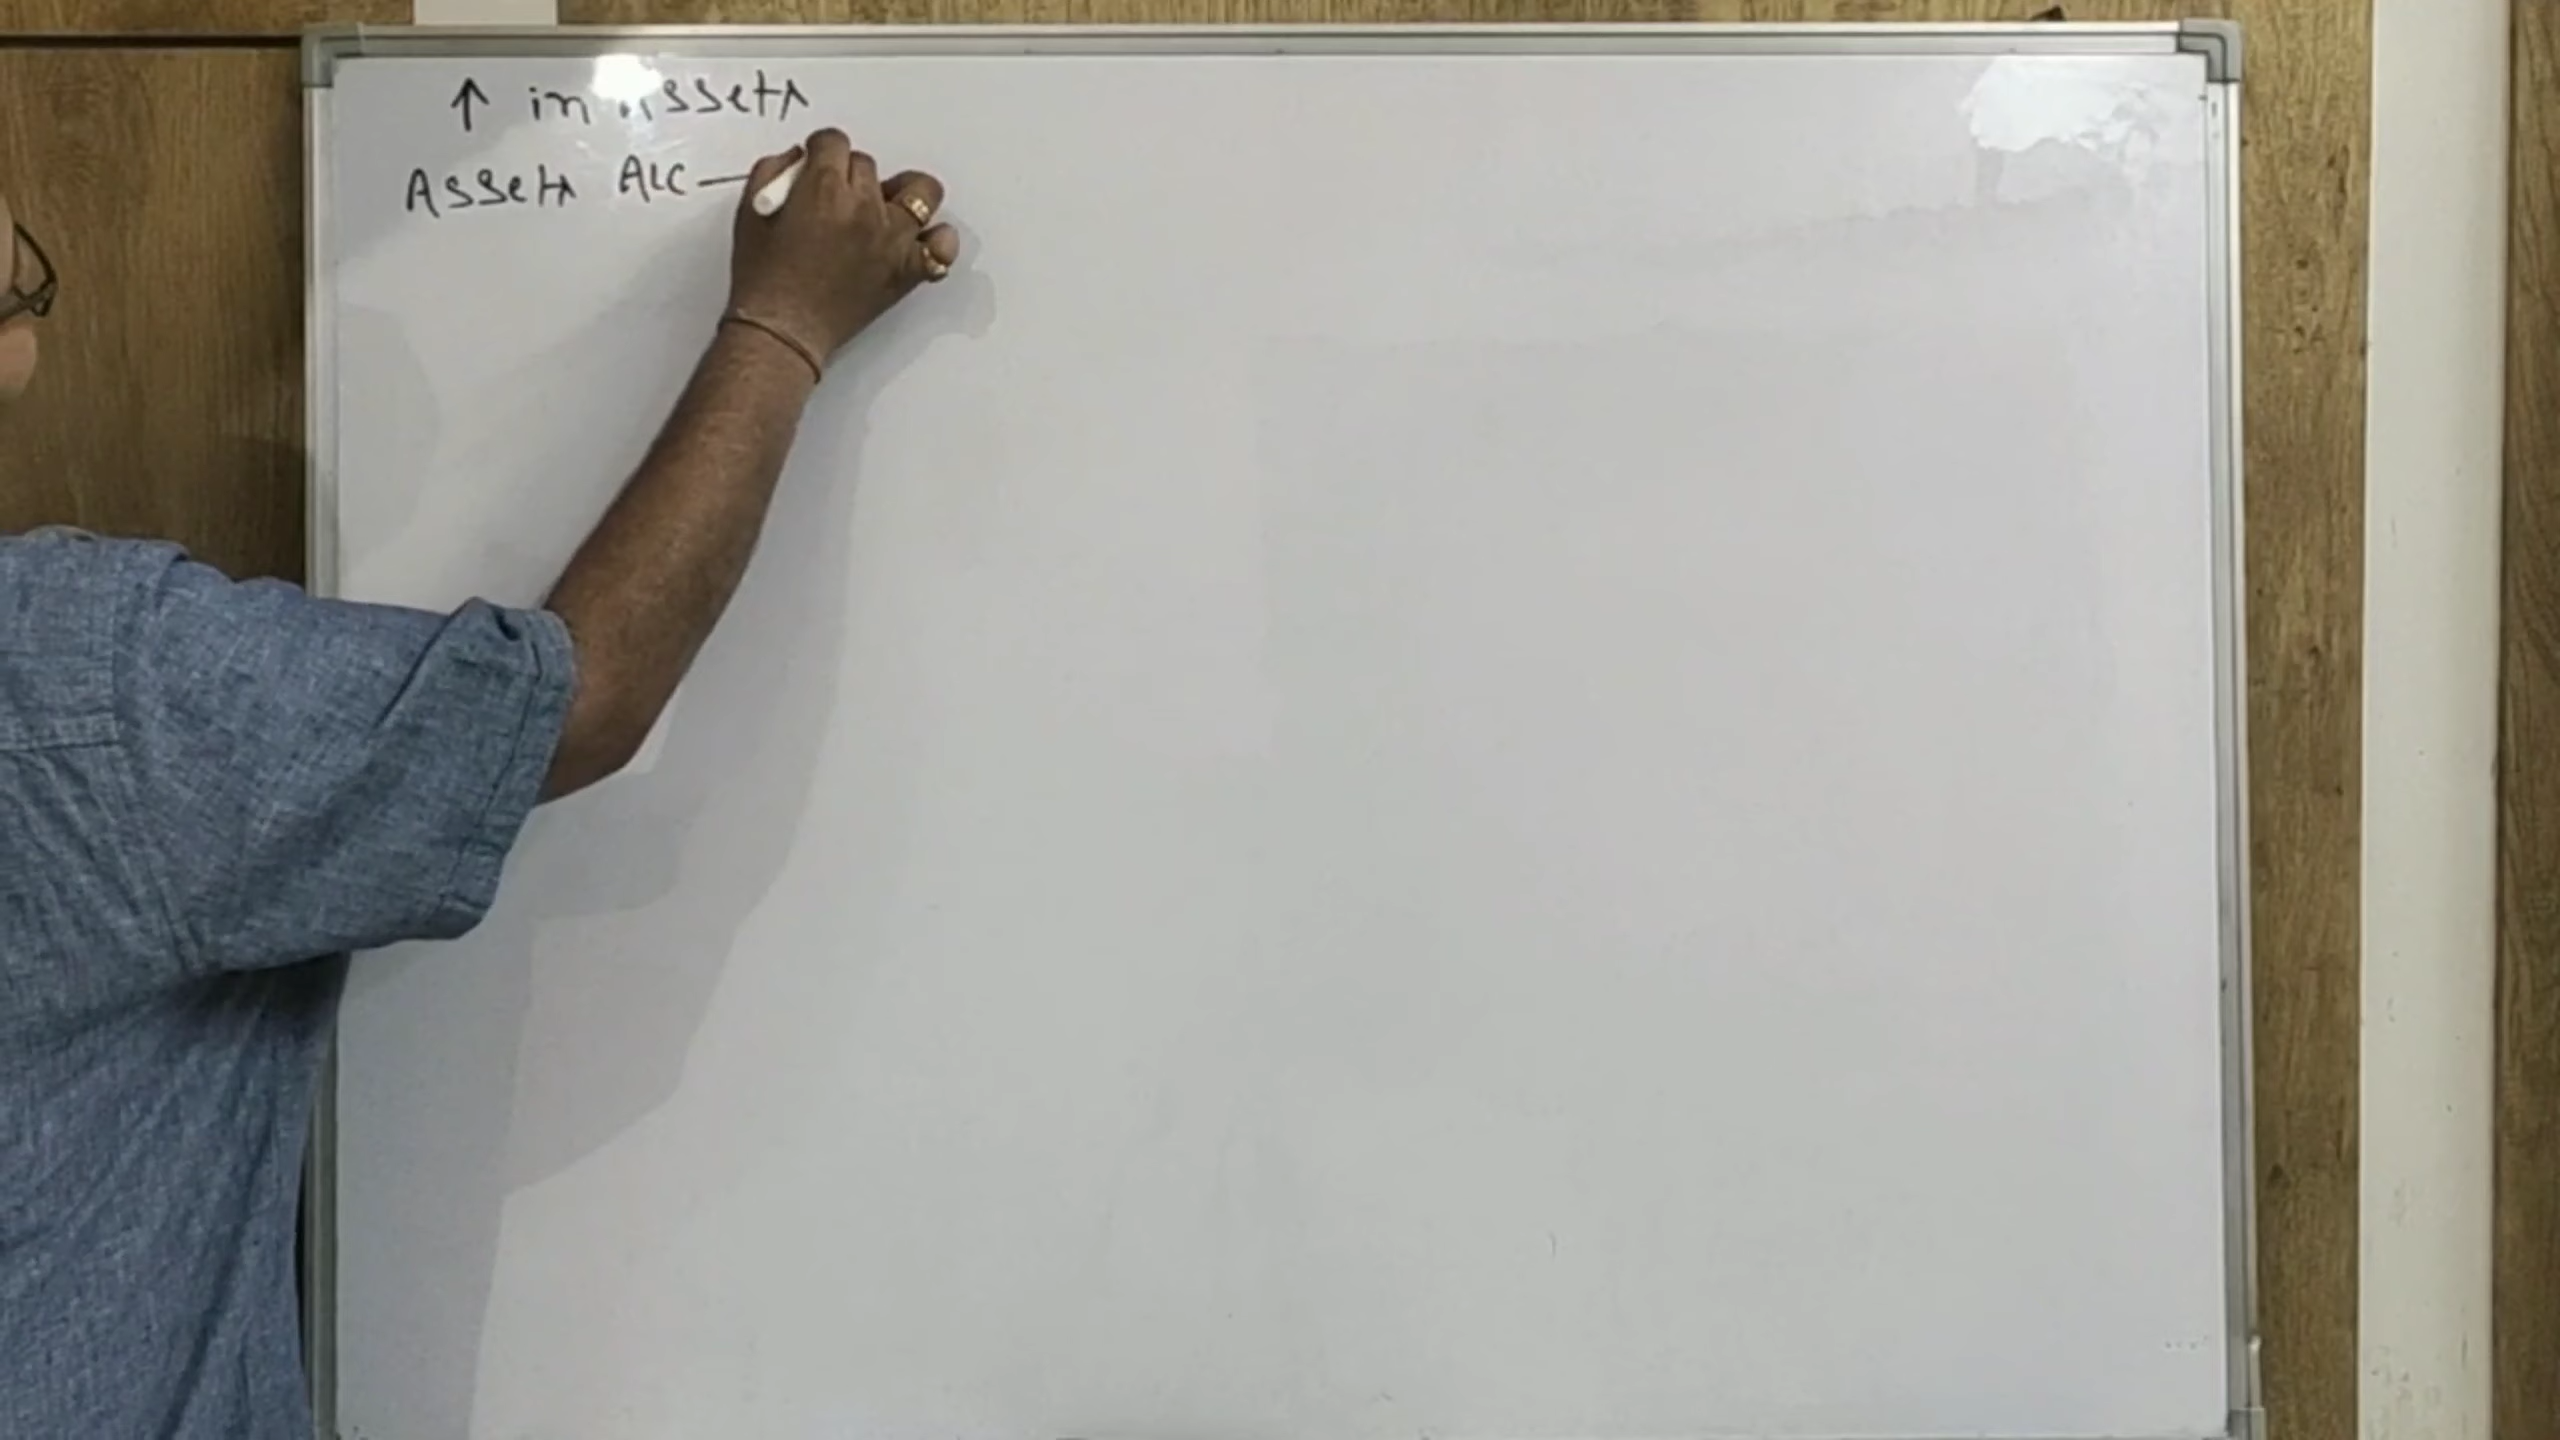 ↑ in Assets
Assets A/C —